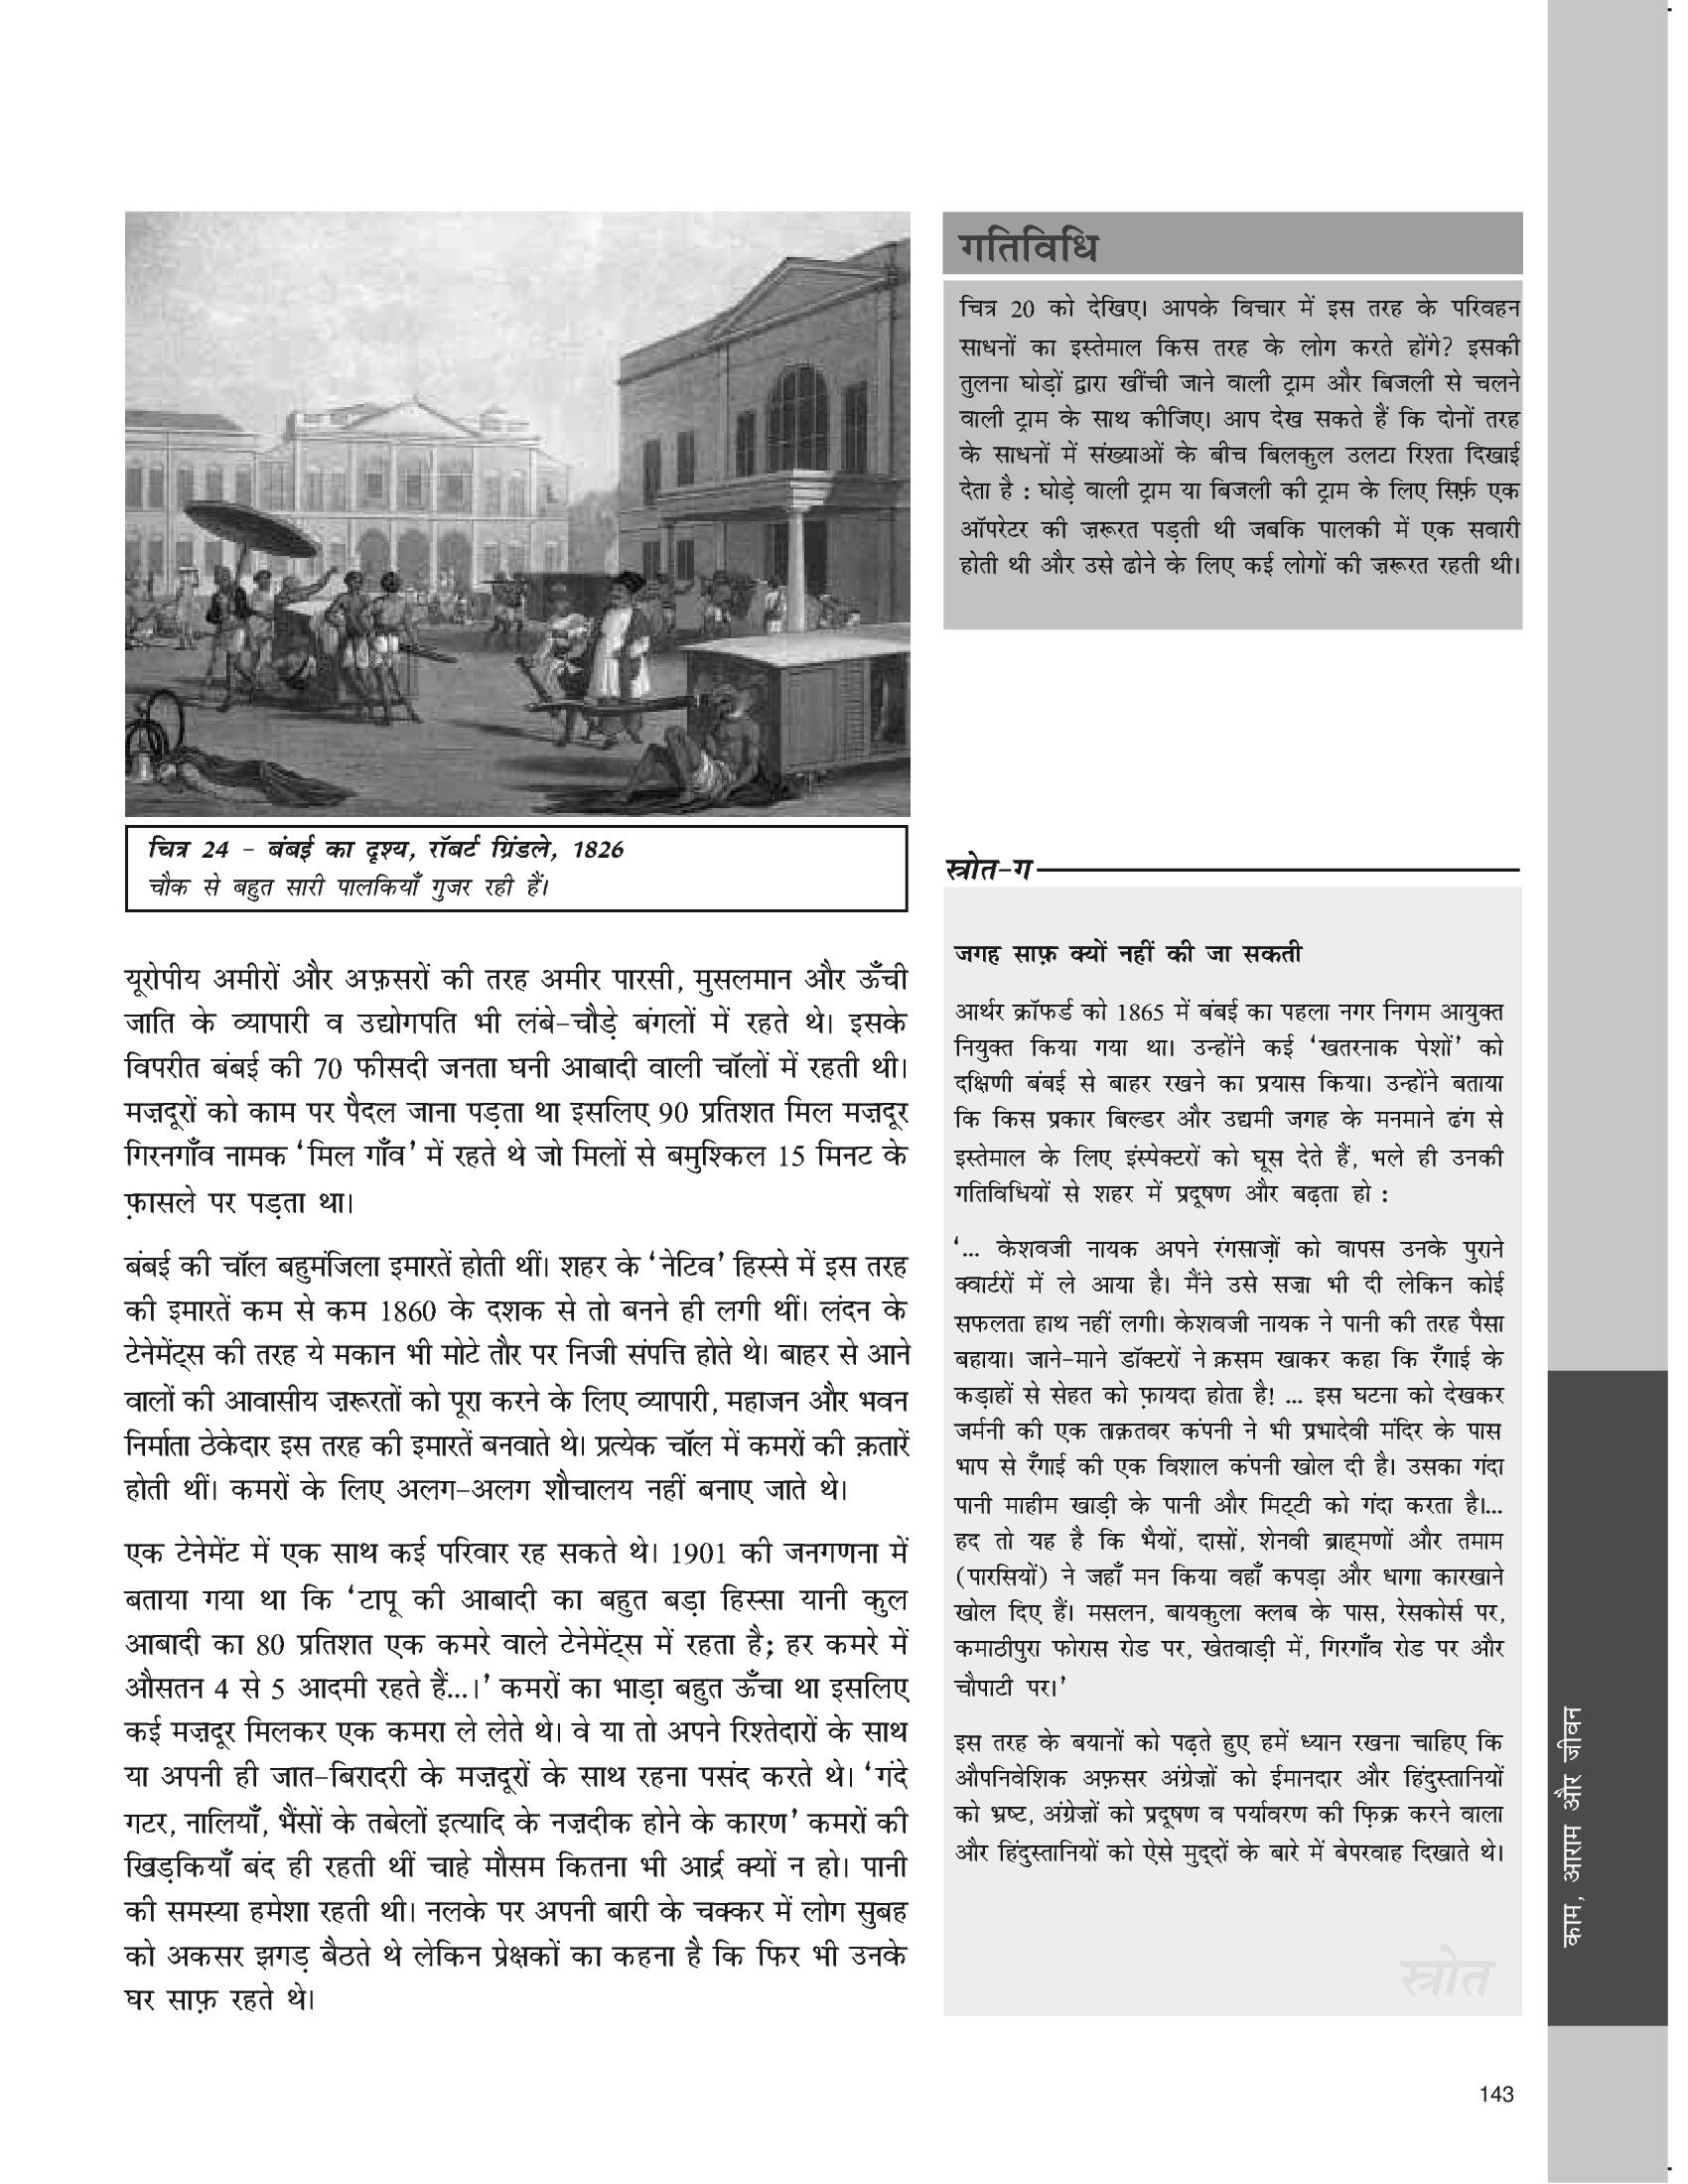 चित्र 24 – बंबई का दृश्य, रॉबर्ट ग्रिंडले, 1826
चौक से बहुत सारी पालकियाँ गुजर रही हैं।
यूरोपीय अमीरों और अफ़सरों की तरह अमीर पारसी, मुसलमान और ऊँची
जाति के व्यापारी व उद्योगपति भी लंबे-चौड़े बंगलों में रहते थे। इसके
विपरीत बंबई की 70 फीसदी जनता घनी आबादी वाली चॉलों में रहती थी।
मज़दूरों को काम पर पैदल जाना पड़ता था इसलिए 90 प्रतिशत मिल मज़दूर
गिरनगाँव नामक ‘मिल गाँव’ में रहते थे जो मिलों से बमुश्किल 15 मिनट के
फ़ासले पर पड़ता था।
बंबई की चॉल बहुमंजिला इमारतें होती थीं। शहर के ‘नेटिव’ हिस्से में इस तरह
की इमारतें कम से कम 1860 के दशक से तो बनने ही लगी थीं। लंदन के
टेनेमेंट्स की तरह ये मकान भी मोटे तौर पर निजी संपत्ति होते थे। बाहर से आने
वालों की आवासीय ज़रूरतों को पूरा करने के लिए व्यापारी, महाजन और भवन
निर्माता ठेकेदार इस तरह की इमारतें बनवाते थे। प्रत्येक चॉल में कमरों की क़तारें
होती थीं। कमरों के लिए अलग-अलग शौचालय नहीं बनाए जाते थे।
एक टेनेमेंट में एक साथ कई परिवार रह सकते थे। 1901 की जनगणना में
बताया गया था कि ‘टापू की आबादी का बहुत बड़ा हिस्सा यानी कुल
आबादी का 80 प्रतिशत एक कमरे वाले टेनेमेंट्स में रहता है; हर कमरे में
औसतन 4 से 5 आदमी रहते हैं...।’ कमरों का भाड़ा बहुत ऊँचा था इसलिए
कई मज़दूर मिलकर एक कमरा ले लेते थे। वे या तो अपने रिश्तेदारों के साथ
या अपनी ही जात-बिरादरी के मज़दूरों के साथ रहना पसंद करते थे। ‘गंदे
गटर, नालियाँ, भैंसों के तबेलों इत्यादि के नज़दीक होने के कारण’ कमरों की
खिड़कियाँ बंद ही रहती थीं चाहे मौसम कितना भी आर्द्र क्यों न हो। पानी
की समस्या हमेशा रहती थी। नलके पर अपनी बारी के चक्कर में लोग सुबह
को अकसर झगड़ बैठते थे लेकिन प्रेक्षकों का कहना है कि फिर भी उनके
घर साफ़ रहते थे।
गतिविधि
चित्र 20 को देखिए। आपके विचार में इस तरह के परिवहन
साधनों का इस्तेमाल किस तरह के लोग करते होंगे? इसकी
तुलना घोड़ों द्वारा खींची जाने वाली ट्राम और बिजली से चलने
वाली ट्राम के साथ कीजिए। आप देख सकते हैं कि दोनों तरह
के साधनों में संख्याओं के बीच बिलकुल उलटा रिश्ता दिखाई
देता है : घोड़े वाली ट्राम या बिजली की ट्राम के लिए सिर्फ़ एक
ऑपरेटर की ज़रूरत पड़ती थी जबकि पालकी में एक सवारी
होती थी और उसे ढोने के लिए कई लोगों की ज़रूरत रहती थी।
स्त्रोत-ग
जगह साफ़ क्यों नहीं की जा सकती
आर्थर क्रॉफर्ड को 1865 में बंबई का पहला नगर निगम आयुक्त
नियुक्त किया गया था। उन्होंने कई ‘खतरनाक पेशों’ को
दक्षिणी बंबई से बाहर रखने का प्रयास किया। उन्होंने बताया
कि किस प्रकार बिल्डर और उद्यमी जगह के मनमाने ढंग से
इस्तेमाल के लिए इंस्पेक्टरों को घूस देते हैं, भले ही उनकी
गतिविधियों से शहर में प्रदूषण और बढ़ता हो :
‘... केशवजी नायक अपने रंगसाज़ों को वापस उनके पुराने
क्वार्टरों में ले आया है। मैंने उसे सज़ा भी दी लेकिन कोई
सफलता हाथ नहीं लगी। केशवजी नायक ने पानी की तरह पैसा
बहाया। जाने-माने डॉक्टरों ने क़सम खाकर कहा कि रँगाई के
कड़ाहों से सेहत को फ़ायदा होता है! ... इस घटना को देखकर
जर्मनी की एक ताक़तवर कंपनी ने भी प्रभादेवी मंदिर के पास
भाप से रँगाई की एक विशाल कंपनी खोल दी है। उसका गंदा
पानी माहीम खाड़ी के पानी और मिट्टी को गंदा करता है।...
हद तो यह है कि भैयों, दासों, शेनवी ब्राह्मणों और तमाम
(पारसियों) ने जहाँ मन किया वहाँ कपड़ा और धागा कारखाने
खोल दिए हैं। मसलन, बायकुला क्लब के पास, रेसकोर्स पर,
कमाठीपुरा फोरास रोड पर, खेतवाड़ी में, गिरगाँव रोड पर और
चौपाटी पर।’
इस तरह के बयानों को पढ़ते हुए हमें ध्यान रखना चाहिए कि
औपनिवेशिक अफ़सर अंग्रेज़ों को ईमानदार और हिंदुस्तानियों
को भ्रष्ट, अंग्रेज़ों को प्रदूषण व पर्यावरण की फ़िक्र करने वाला
और हिंदुस्तानियों को ऐसे मुद्दों के बारे में बेपरवाह दिखाते थे।
स्त्रोत
काम, आराम और जीवन
143